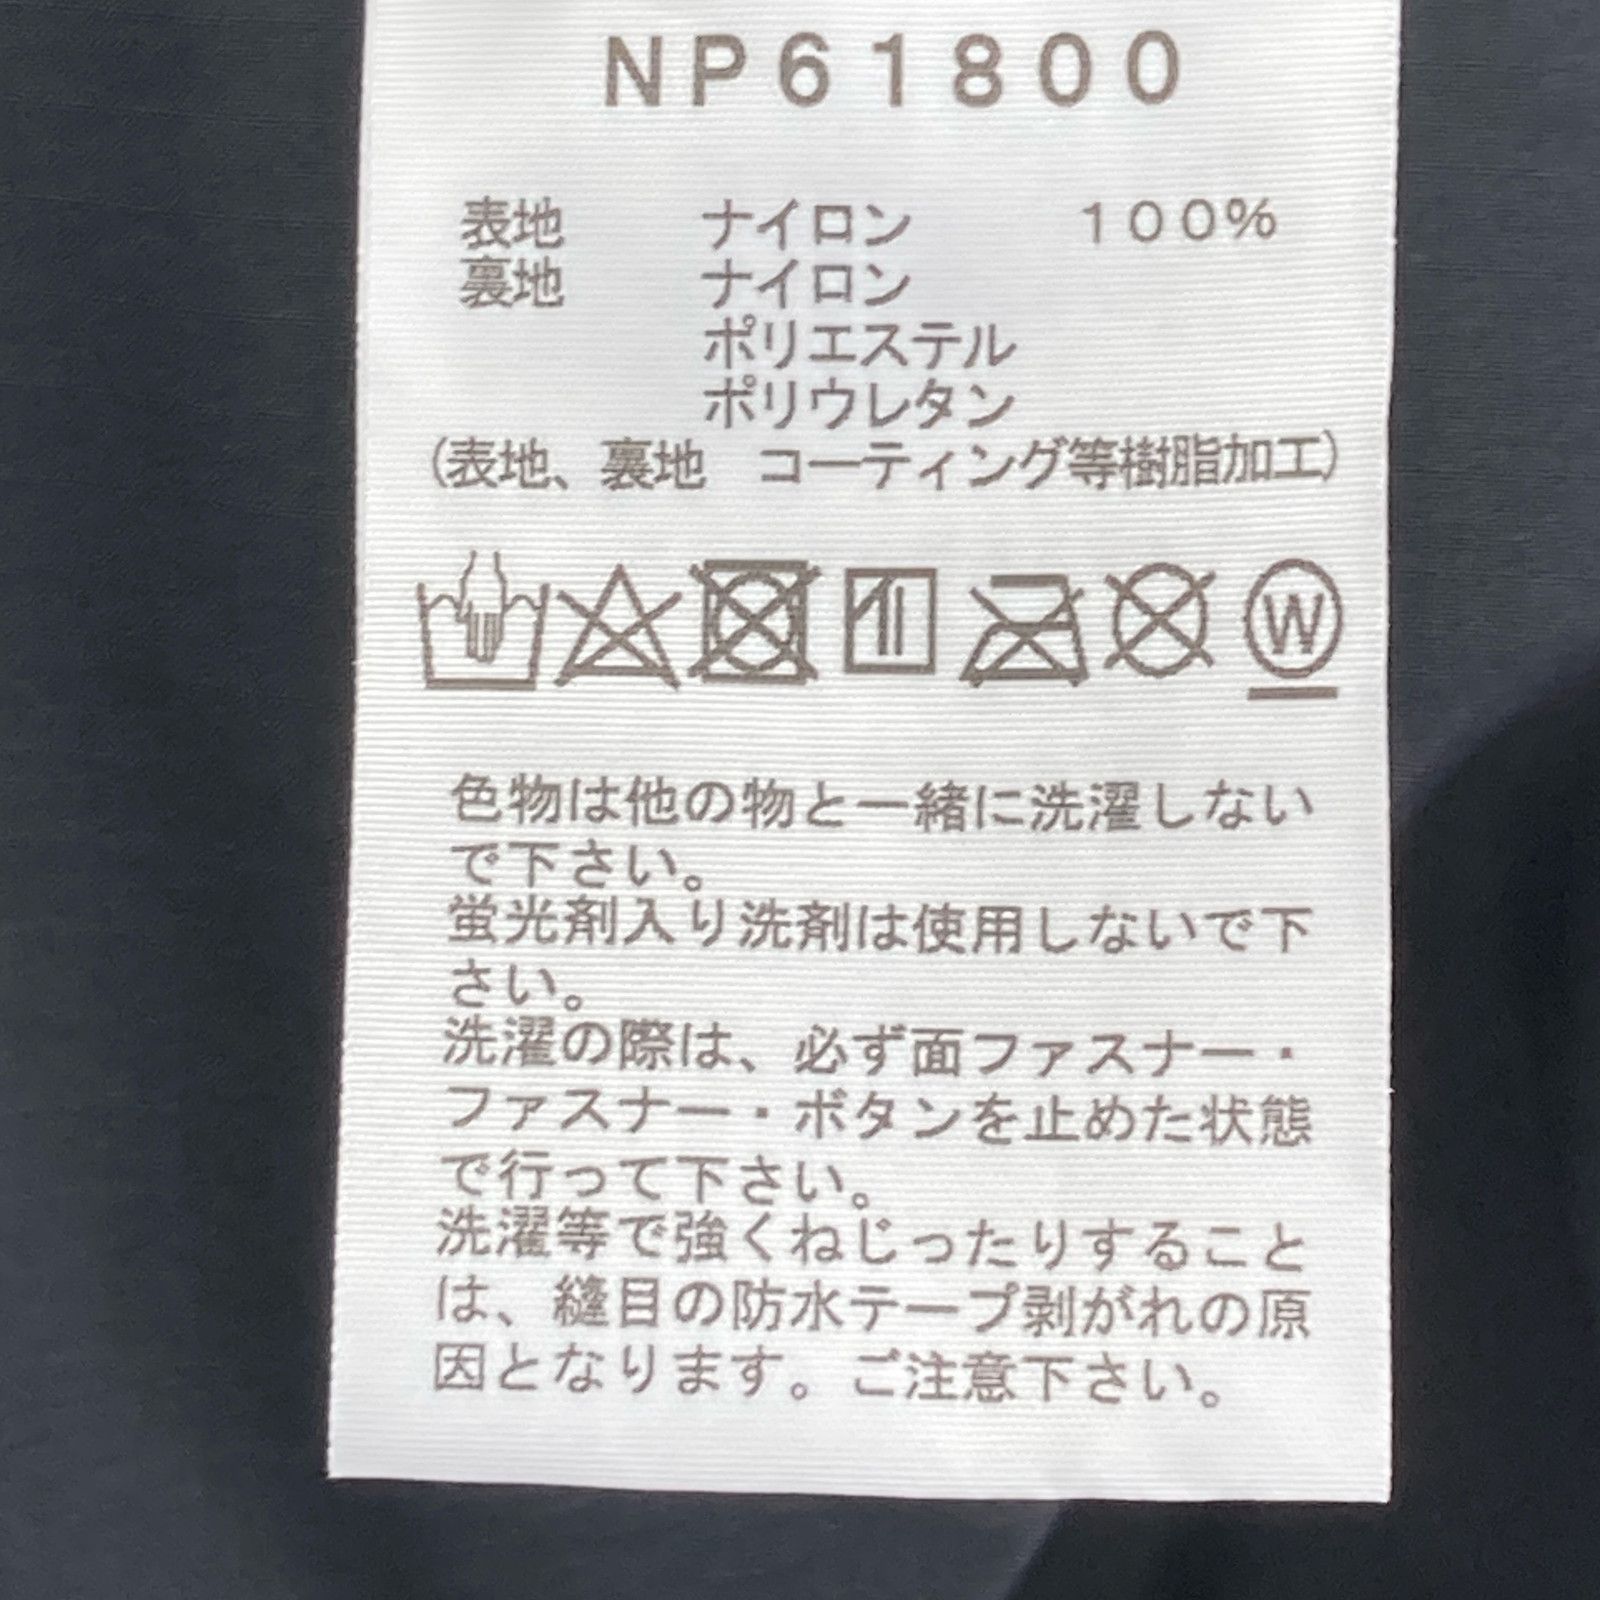 NP61800
表地 ナイロン 100%
裏地 ナイロン
ポリエステル
ポリウレタン
(表地、裏地 コーティング等樹脂加工)
W
色物は他の物と一緒に洗濯しない
で下さい。
蛍光剤入り洗剤は使用しないで下
さい。
洗濯の際は、必ず面ファスナー・
ファスナー・ボタンを止めた状態
で行って下さい。
洗濯等で強くねじったりすること
は、縫目の防水テープ剥がれの原
因となります。ご注意下さい。